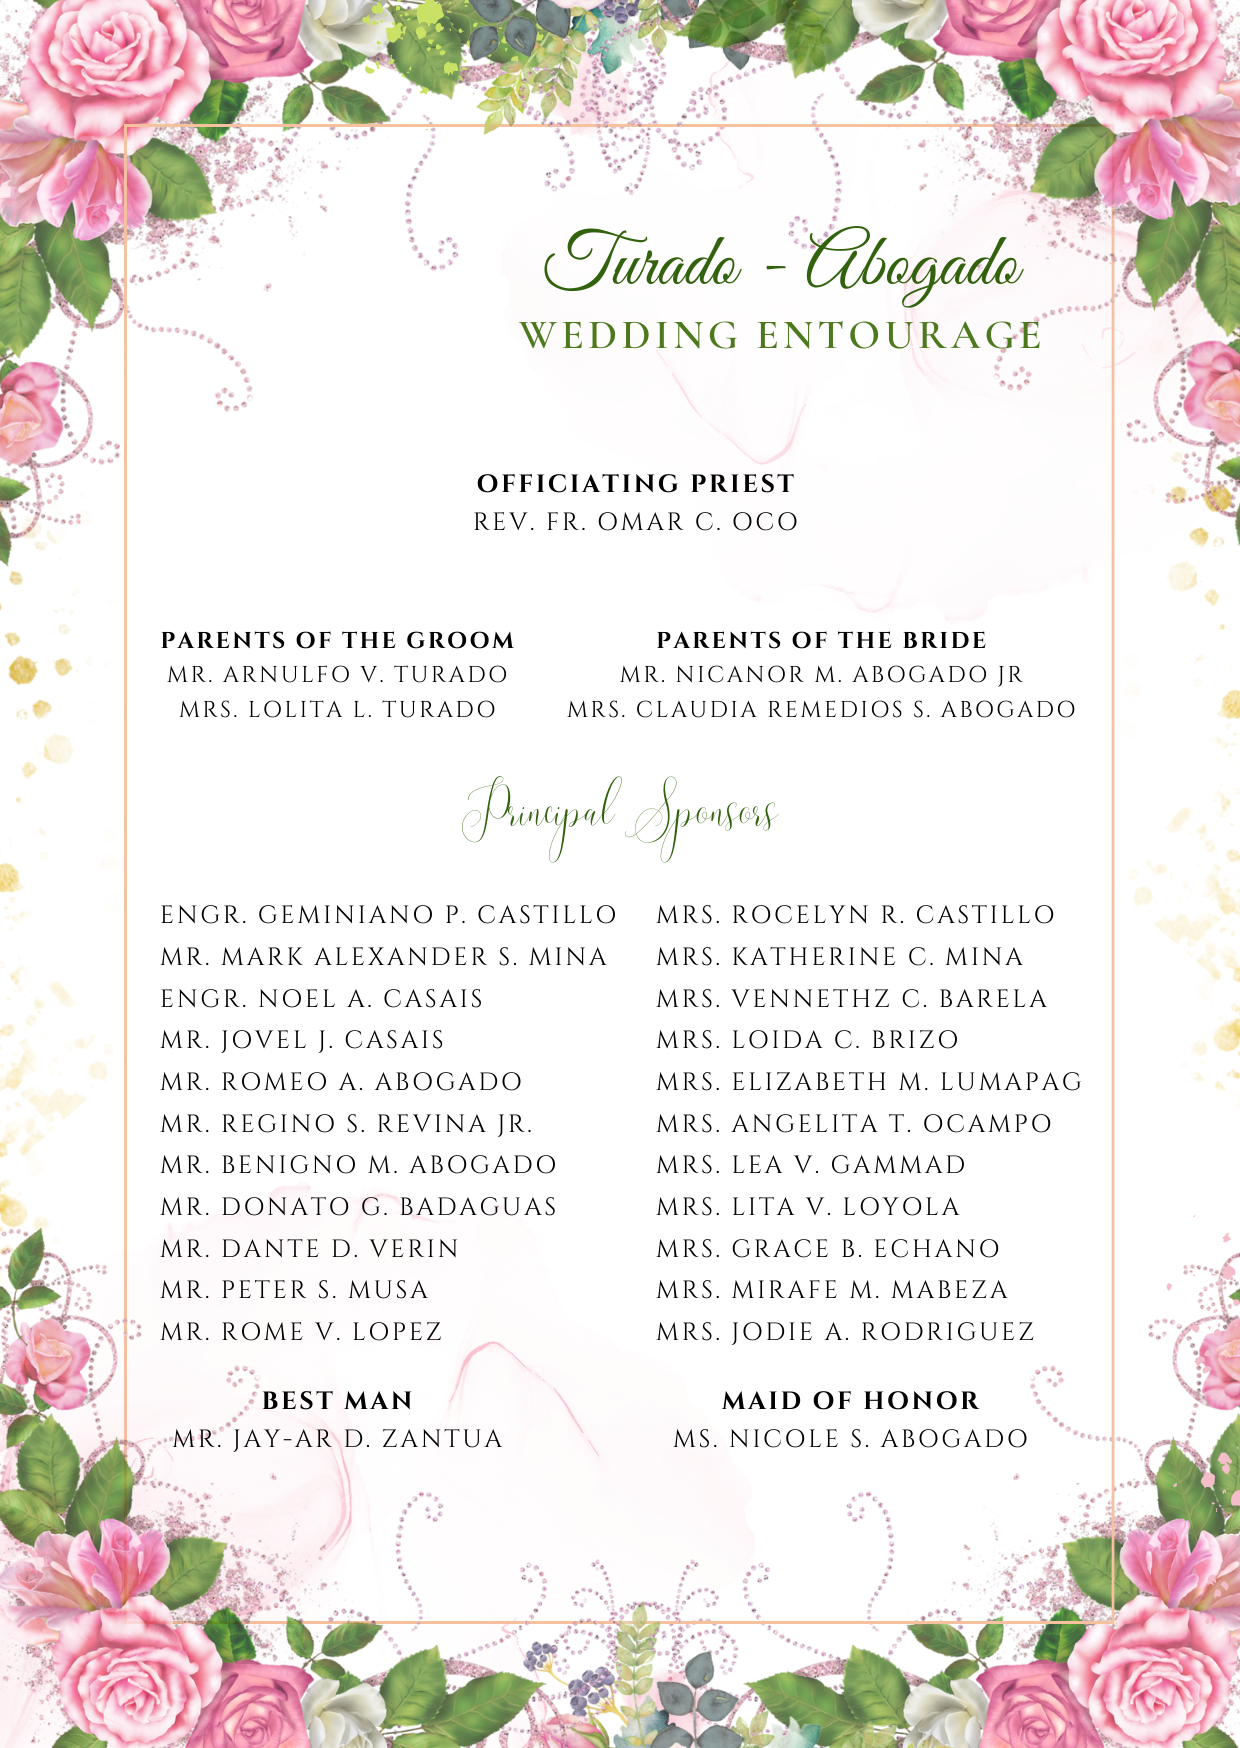 Turado - Abogado
WEDDING ENTOURAGE
OFFICIATING PRIEST
REV. FR. OMAR C. OCO
PARENTS OF THE GROOM
MR. ARNULFO V. TURADO
MRS. LOLITA L. TURADO
PARENTS OF THE BRIDE
MR. NICANOR M. ABOGADO JR
MRS. CLAUDIA REMEDIOS S. ABOGADO
Principal Sponsors
ENGR. GEMINIANO P. CASTILLO
MR. MARK ALEXANDER S. MINA
ENGR. NOEL A. CASAIS
MR. JOVEL J. CASAIS
MR. ROMEO A. ABOGADO
MR. REGINO S. REVINA JR.
MR. BENIGNO M. ABOGADO
MR. DONATO G. BADAGUAS
MR. DANTE D. VERIN
MR. PETER S. MUSA
MR. ROME V. LOPEZ
MRS. ROCELYN R. CASTILLO
MRS. KATHERINE C. MINA
MRS. VENNETHZ C. BARELA
MRS. LOIDA C. BRIZO
MRS. ELIZABETH M. LUMAPAG
MRS. ANGELITA T. OCAMPO
MRS. LEA V. GAMMAD
MRS. LITA V. LOYOLA
MRS. GRACE B. ECHANO
MRS. MIRAFE M. MABEZA
MRS. JODIE A. RODRIGUEZ
BEST MAN
MR. JAY-AR D. ZANTUA
MAID OF HONOR
MS. NICOLE S. ABOGADO